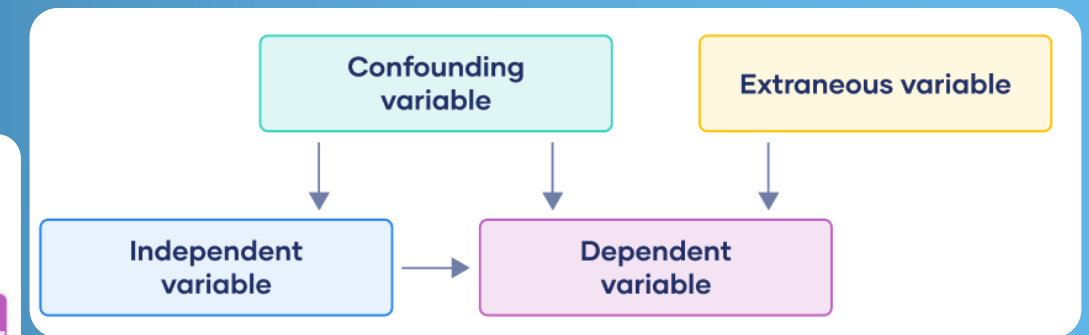 Confounding
variable
Extraneous variable
Independent
variable
Dependent
variable